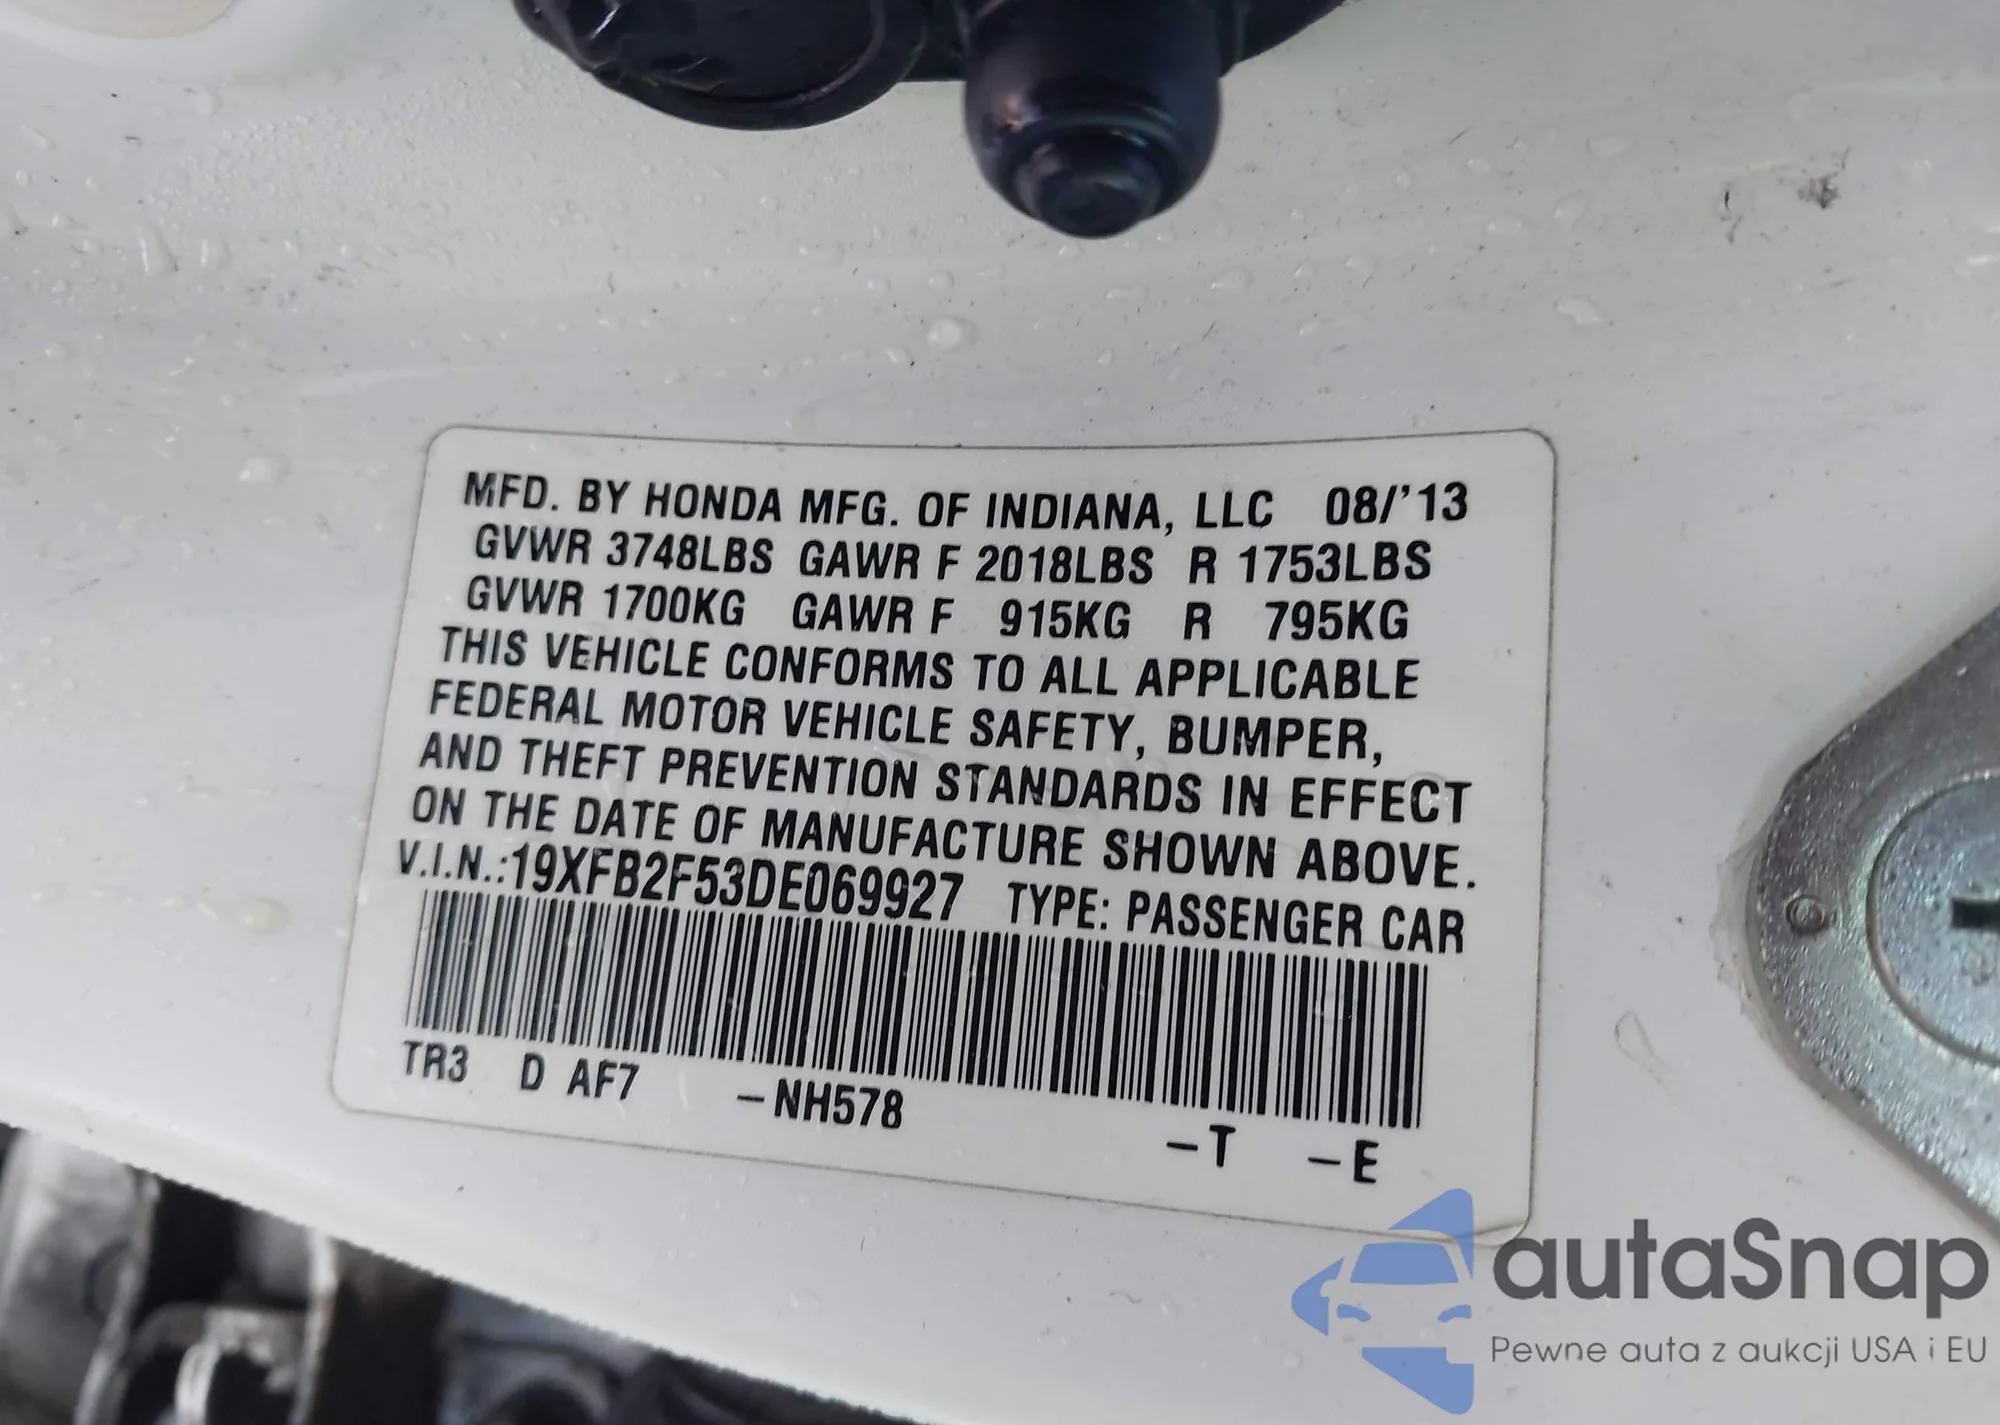 MFD. BY HONDA MFG. OF INDIANA, LLC 08/'13
GVWR 3748LBS GAWR F 2018LBS R 1753LBS
GVWR 1700KG GAWR F 915KG R 795KG
THIS VEHICLE CONFORMS TO ALL APPLICABLE
FEDERAL MOTOR VEHICLE SAFETY, BUMPER,
AND THEFT PREVENTION STANDARDS IN EFFECT
ON THE DATE OF MANUFACTURE SHOWN ABOVE.
V.I.N.:19XFB2F53DE069927 TYPE: PASSENGER CAR
TR3 D AF7 –NH578 –T –E
autaSnap
Pewne auta z aukcji USA i EU